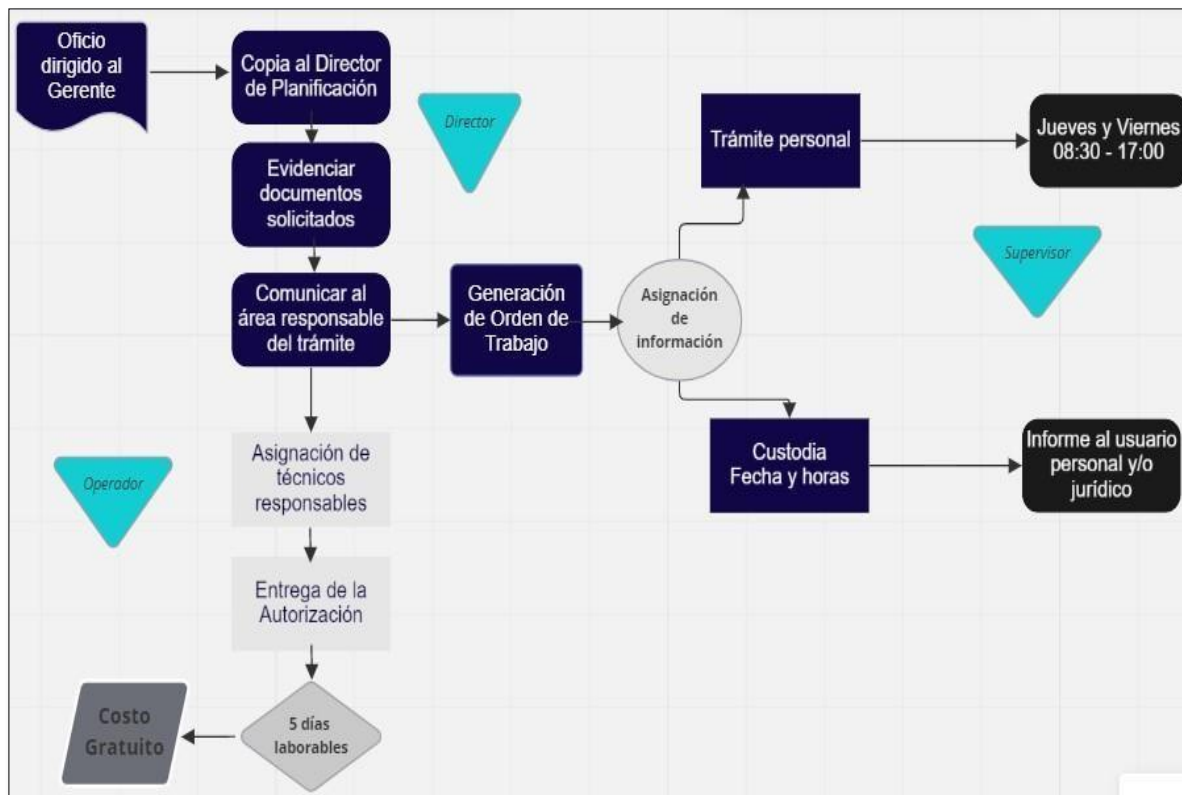 Oficio
dirigido al
Gerente
Copia al Director
de Planificación
Director
Evidenciar
documentos
solicitados
Comunicar al
área responsable
del trámite
Generación
de Orden de
Trabajo
Asignación
de
información
Trámite personal
Jueves y Viernes
08:30 - 17:00
Supervisor
Custodia
Fecha y horas
Informe al usuario
personal y/o
jurídico
Operador
Asignación de
técnicos
responsables
Entrega de la
Autorización
5 días
laborables
Costo
Gratuito